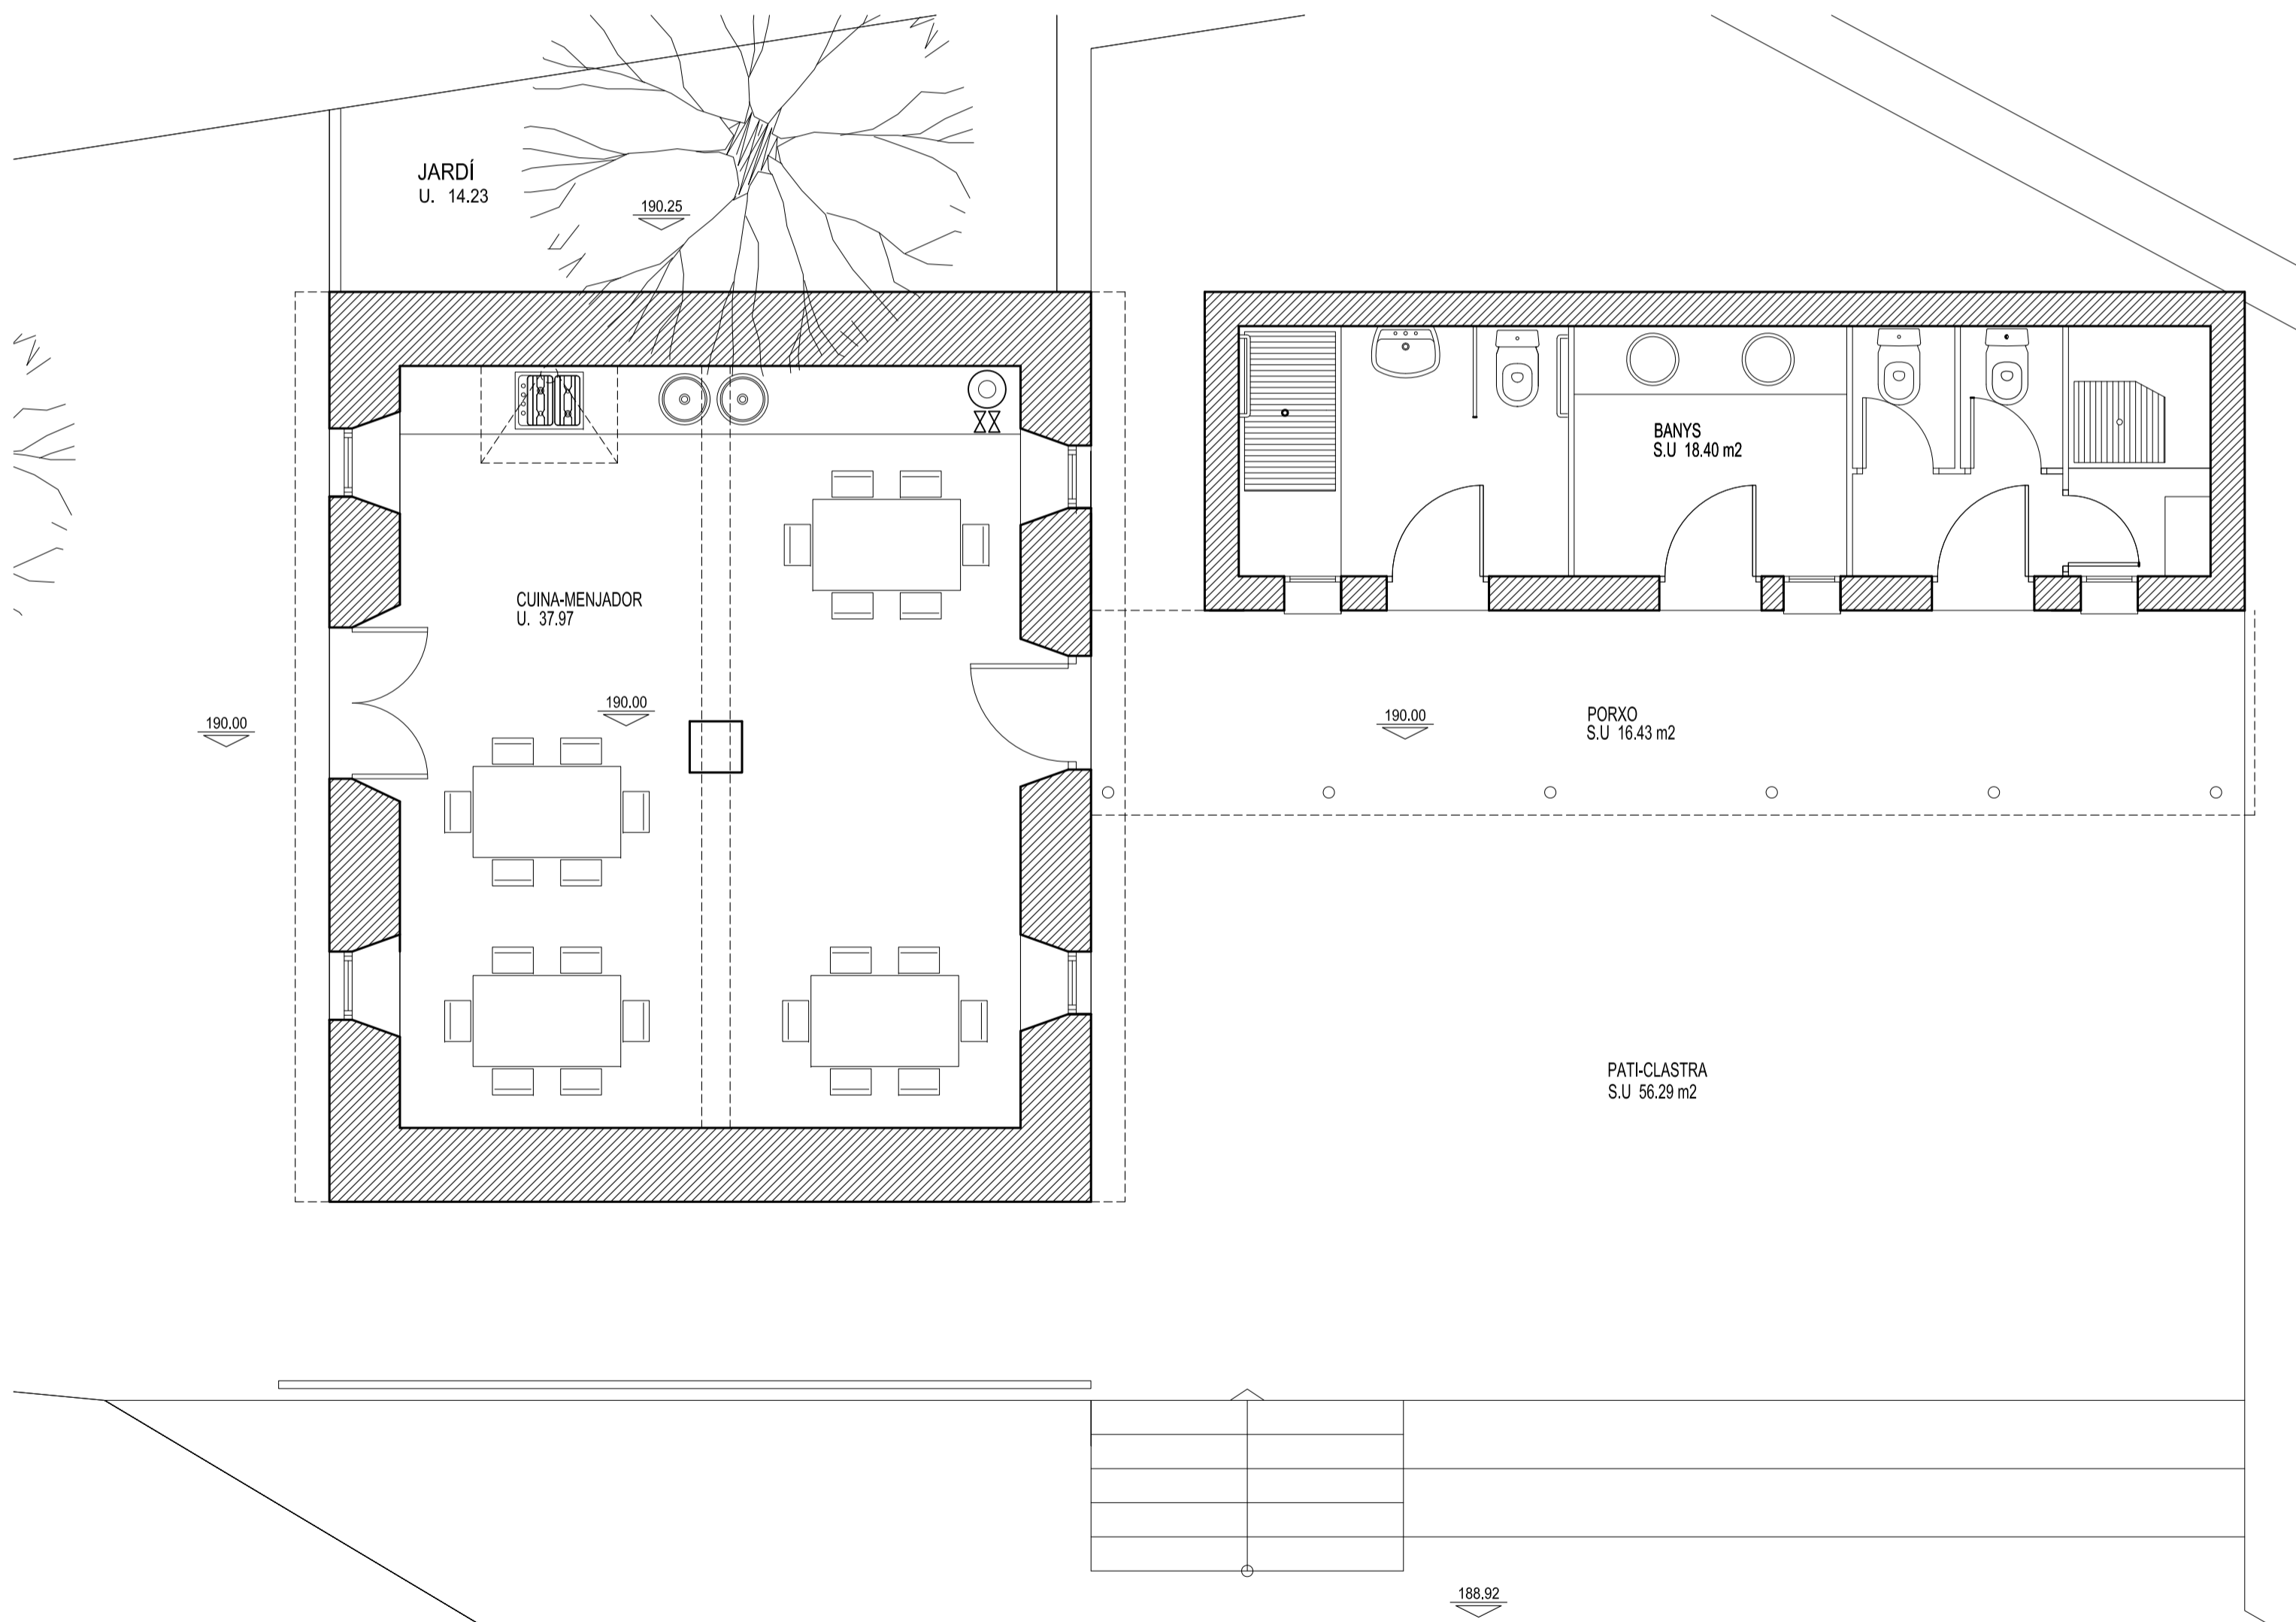 JARDÍ
U. 14.23
190.25
BANYS
S.U 18.40 m2
CUINA-MENJADOR
U. 37.97
190.00
190.00
190.00
PORXO
S.U 16.43 m2
PATI-CLASTRA
S.U 56.29 m2
188.92